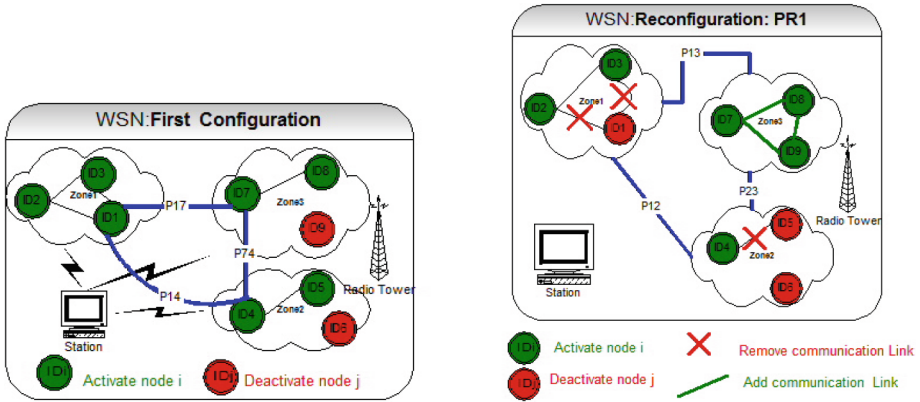 WSN:First Configuration
ID3
ID2
Zone1
ID1
P17
ID7
ID8
Zone3
D9
P74
Radio Tower
P14
ID4
ID5
Zone2
ID6
Station
IDi
Activate node i
IDj
Deactivate node j
WSN:Reconfiguration: PR1
P13
ID3
ID2
Zone1
D1
ID7
ID8
Zone3
ID9
P12
P23
Radio Tower
ID4
ID5
Zone2
ID6
Station
IDi
Activate node i
Remove communication Link
IDj
Deactivate node j
Add communication Link